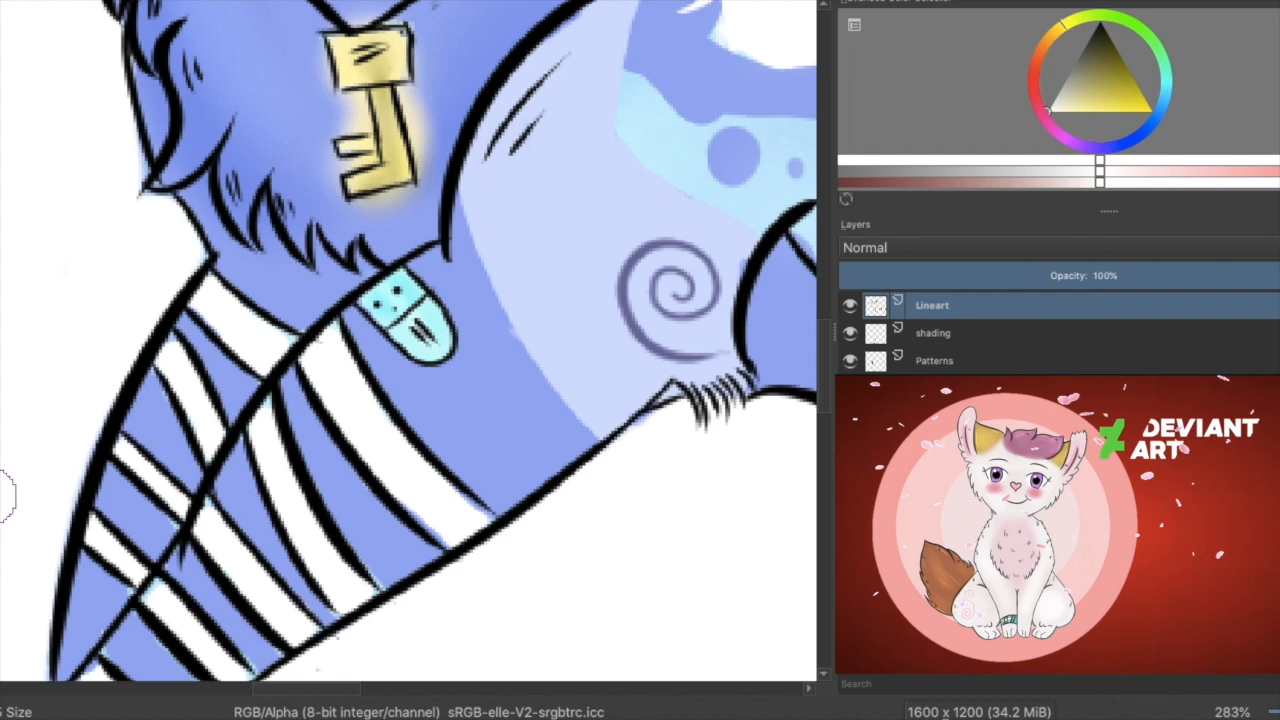 Layers
Normal
Opacity: 100%
Lineart
shading
Patterns
DEVIANT
ART
Search
Size
RGB/Alpha (8-bit integer/channel) sRGB-elle-V2-srgbtrc.icc
1600 x 1200 (34.2 MiB)
283%